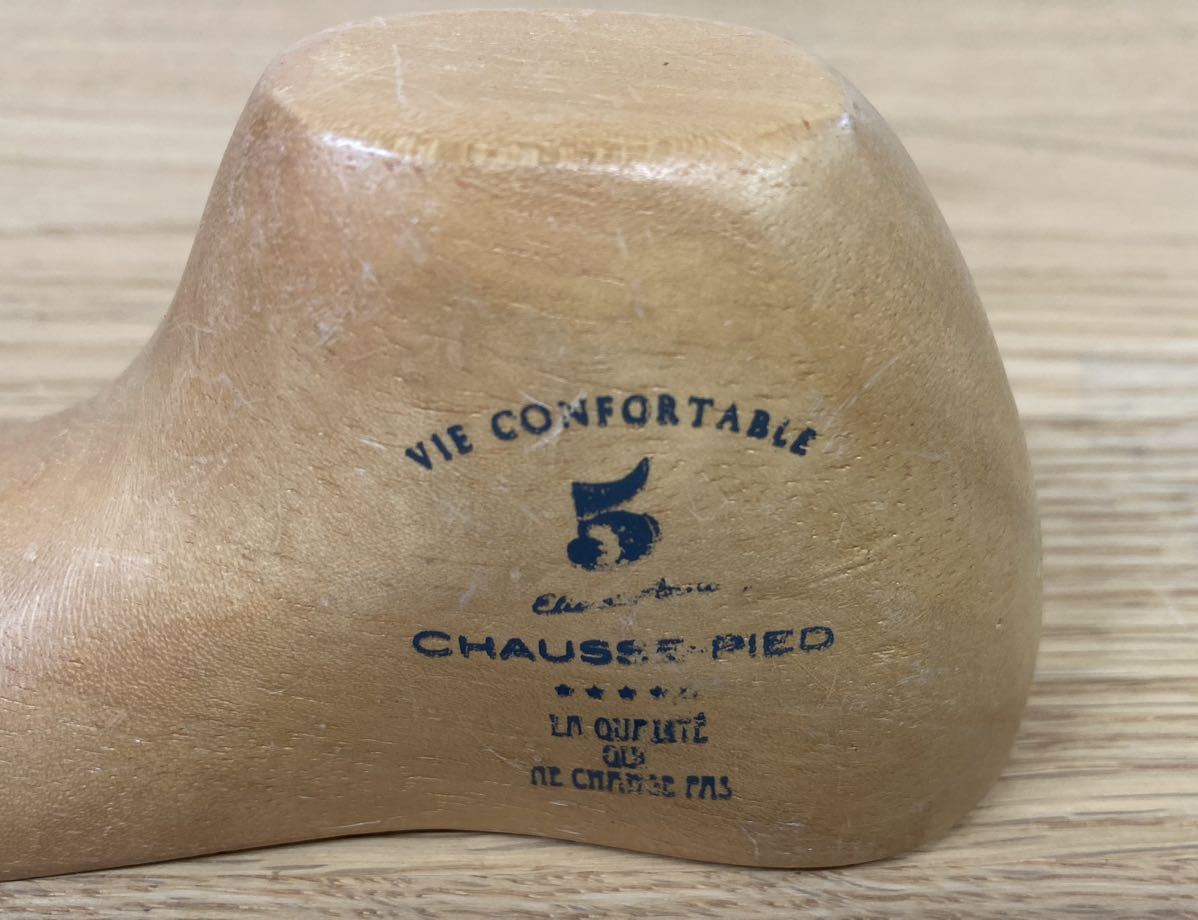 VIE CONFORTABLE
5
CHAUSSE-PIED
LA QUALITÉ
QUI
NE CHANGE PAS